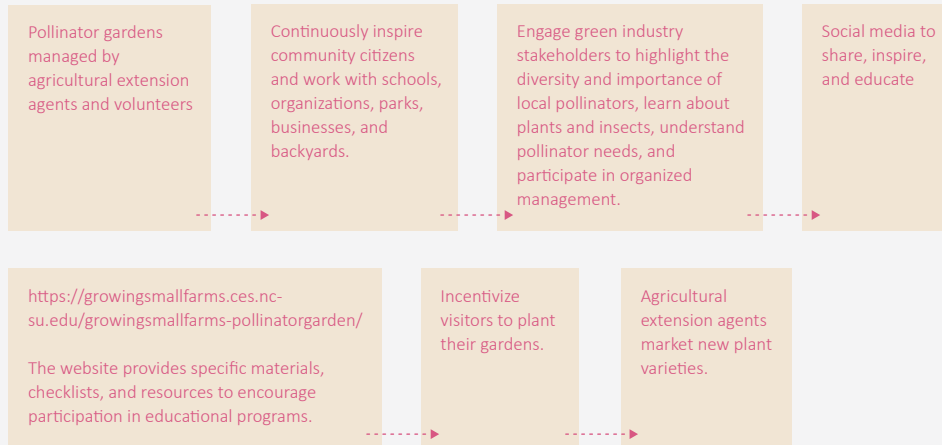 Pollinator gardens
managed by
agricultural extension
agents and volunteers
Continuously inspire
community citizens
and work with schools,
organizations, parks,
businesses, and
backyards.
Engage green industry
stakeholders to highlight the
diversity and importance of
local pollinators, learn about
plants and insects, understand
pollinator needs, and
participate in organized
management.
Social media to
share, inspire,
and educate
https://growingsmallfarms.ces.nc-
su.edu/growingsmallfarms-pollinatorgarden/
The website provides specific materials,
checklists, and resources to encourage
participation in educational programs.
Incentivize
visitors to plant
their gardens.
Agricultural
extension agents
market new plant
varieties.